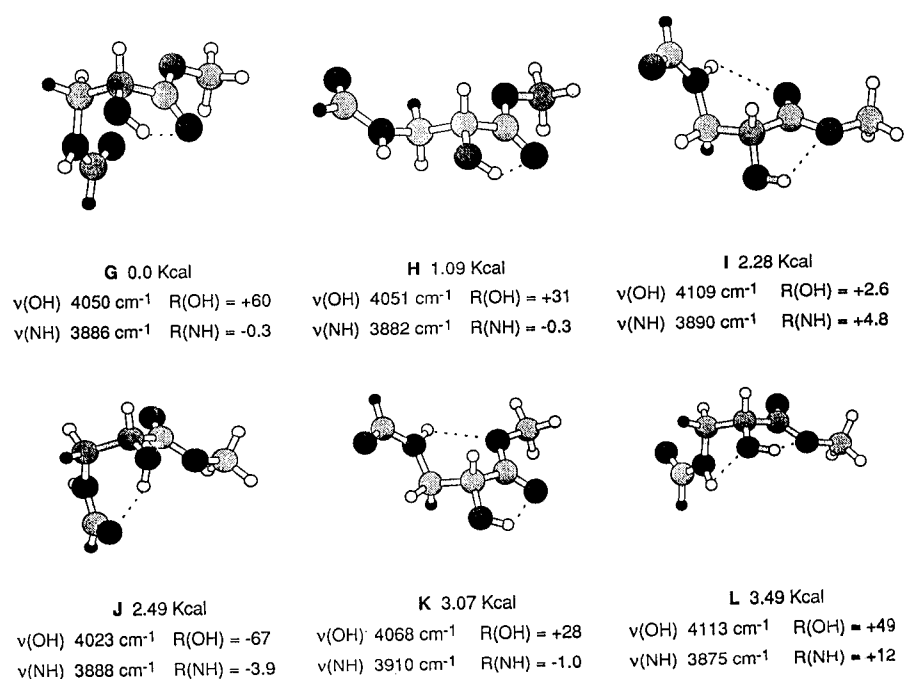 G 0.0 Kcal
ν(OH) 4050 cm-1 R(OH) = +60
ν(NH) 3886 cm-1 R(NH) = -0.3
H 1.09 Kcal
ν(OH) 4051 cm-1 R(OH) = +31
ν(NH) 3882 cm-1 R(NH) = -0.3
I 2.28 Kcal
ν(OH) 4109 cm-1 R(OH) = +2.6
ν(NH) 3890 cm-1 R(NH) = +4.8
J 2.49 Kcal
ν(OH) 4023 cm-1 R(OH) = -67
ν(NH) 3888 cm-1 R(NH) = -3.9
K 3.07 Kcal
ν(OH) 4068 cm-1 R(OH) = +28
ν(NH) 3910 cm-1 R(NH) = -1.0
L 3.49 Kcal
ν(OH) 4113 cm-1 R(OH) = +49
ν(NH) 3875 cm-1 R(NH) = +12